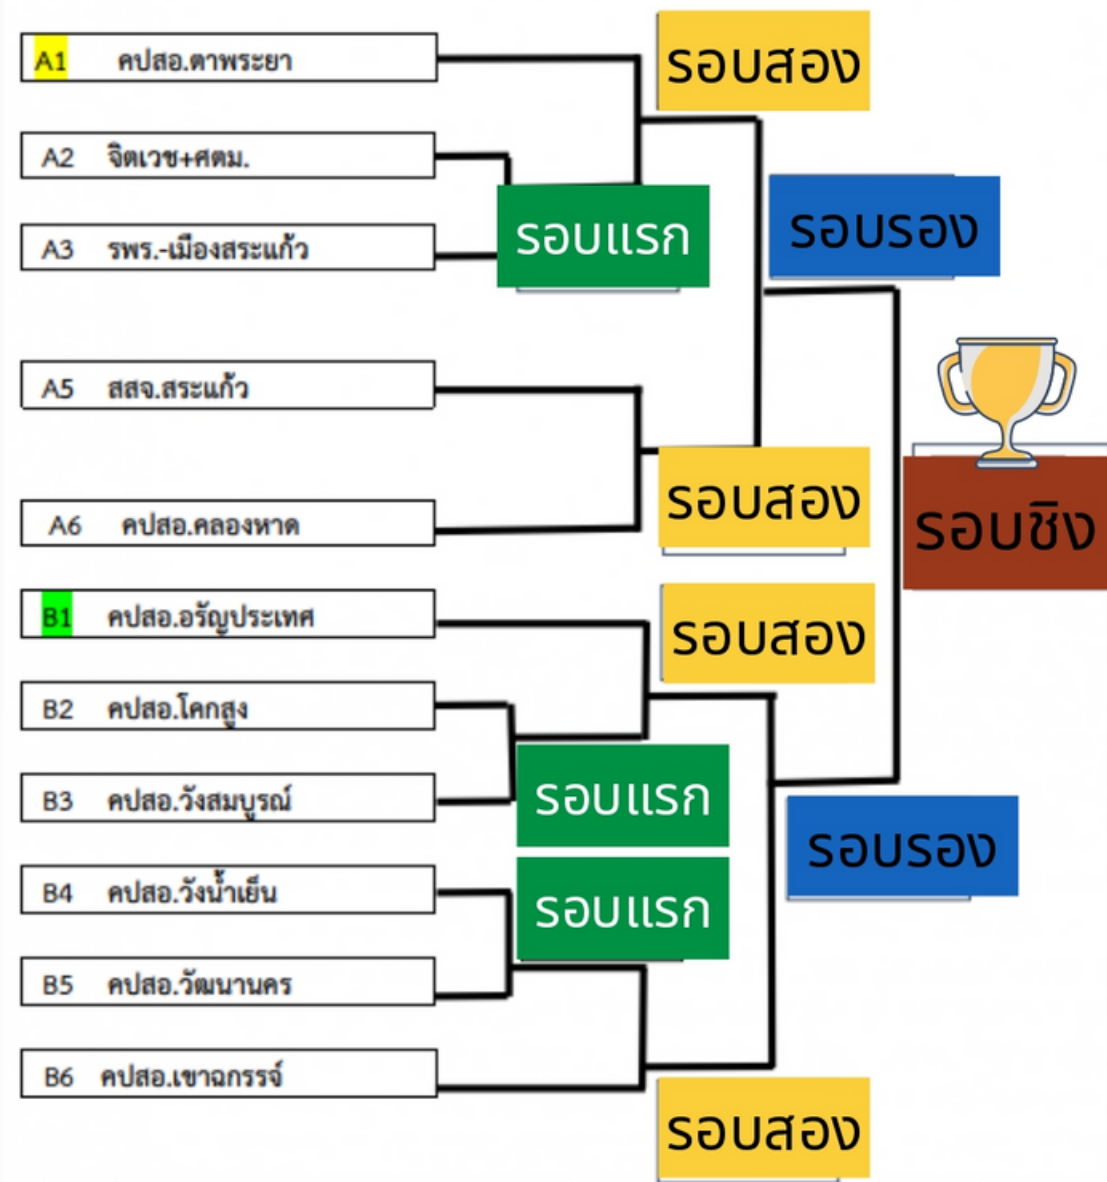 A1 คปสอ.ตาพระยา
รอบสอง
A2 จิตเวช+ศตม.
รอบแรก
A3 รพร.-เมืองสระแก้ว
รอบรอง
A5 สสจ.สระแก้ว
รอบสอง
A6 คปสอ.คลองหาด
รอบชิง
B1 คปสอ.อรัญประเทศ
รอบสอง
B2 คปสอ.โคกสูง
B3 คปสอ.วังสมบูรณ์
รอบแรก
B4 คปสอ.วังน้ำเย็น
รอบแรก
รอบรอง
B5 คปสอ.วัฒนานคร
B6 คปสอ.เขาฉกรรจ์
รอบสอง